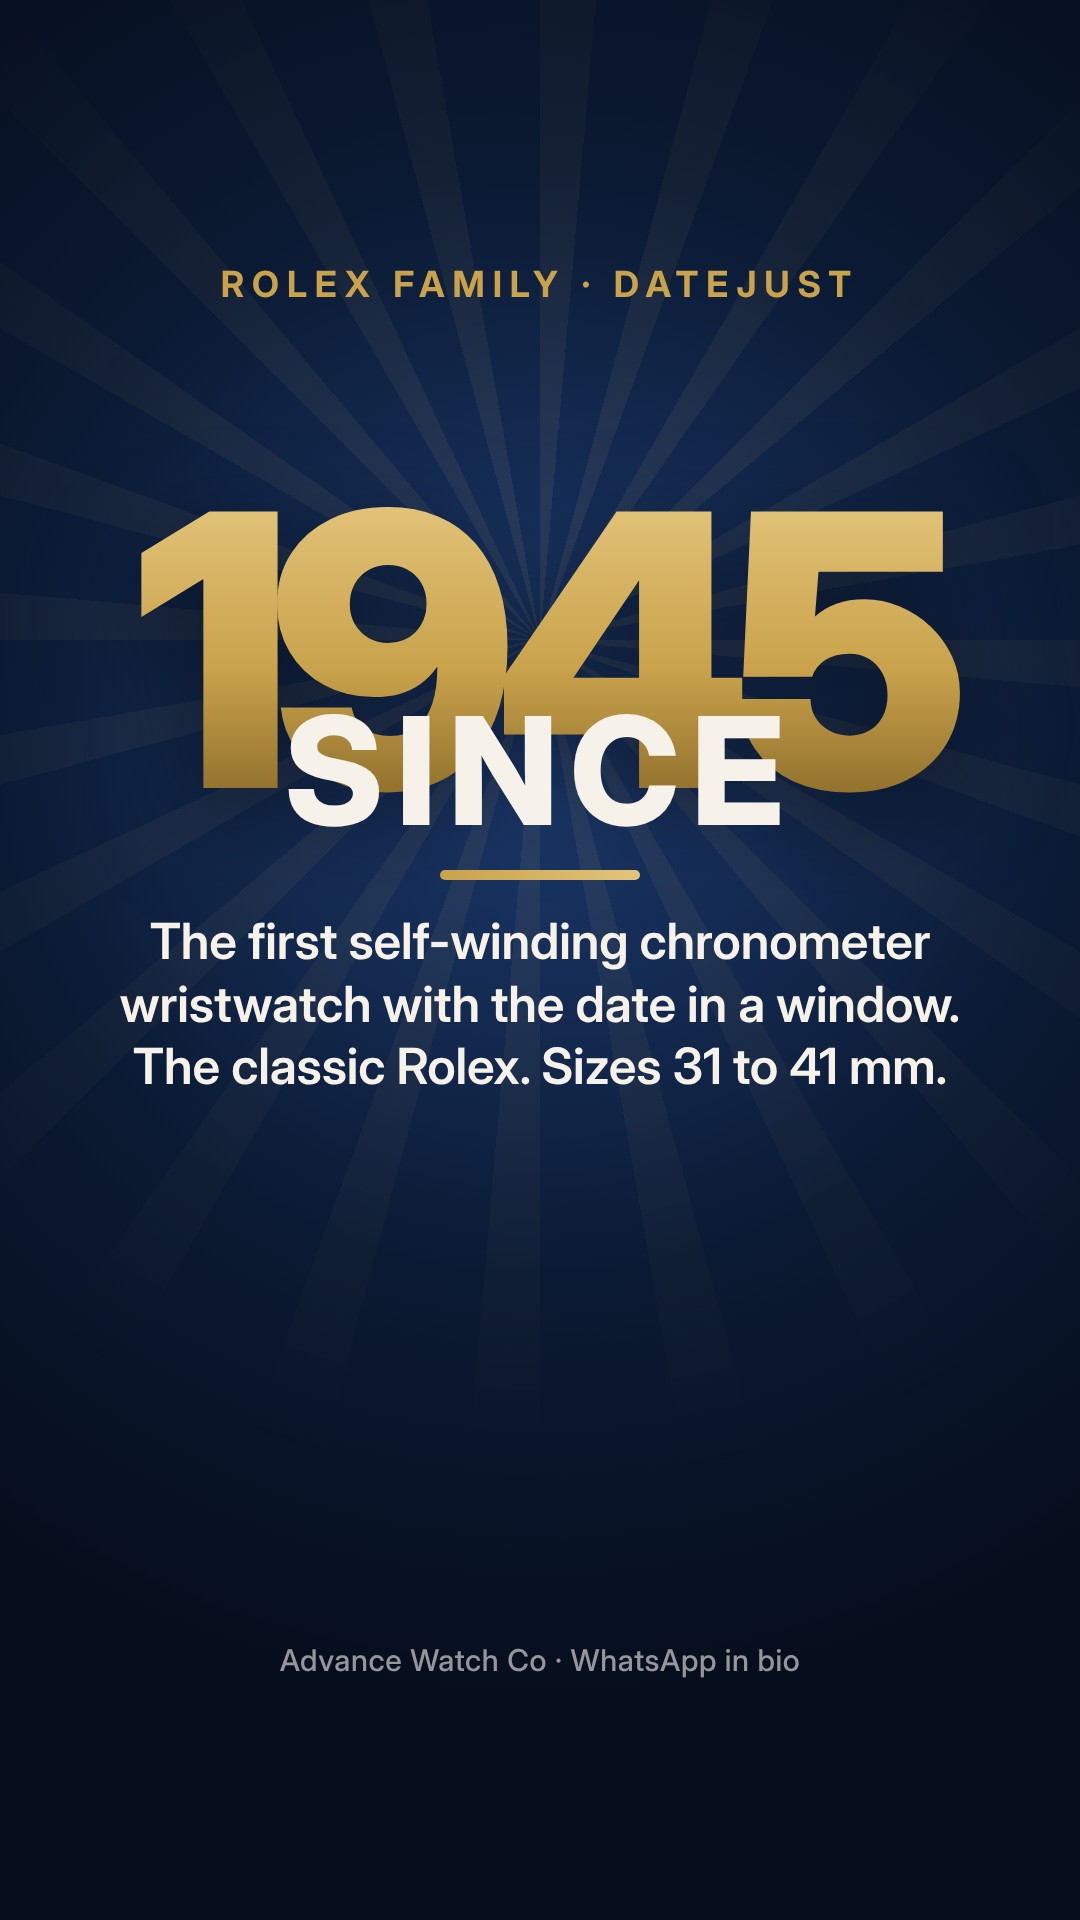 ROLEX FAMILY · DATEJUST
1945
SINCE
The first self-winding chronometer
wristwatch with the date in a window.
The classic Rolex. Sizes 31 to 41 mm.
Advance Watch Co · WhatsApp in bio